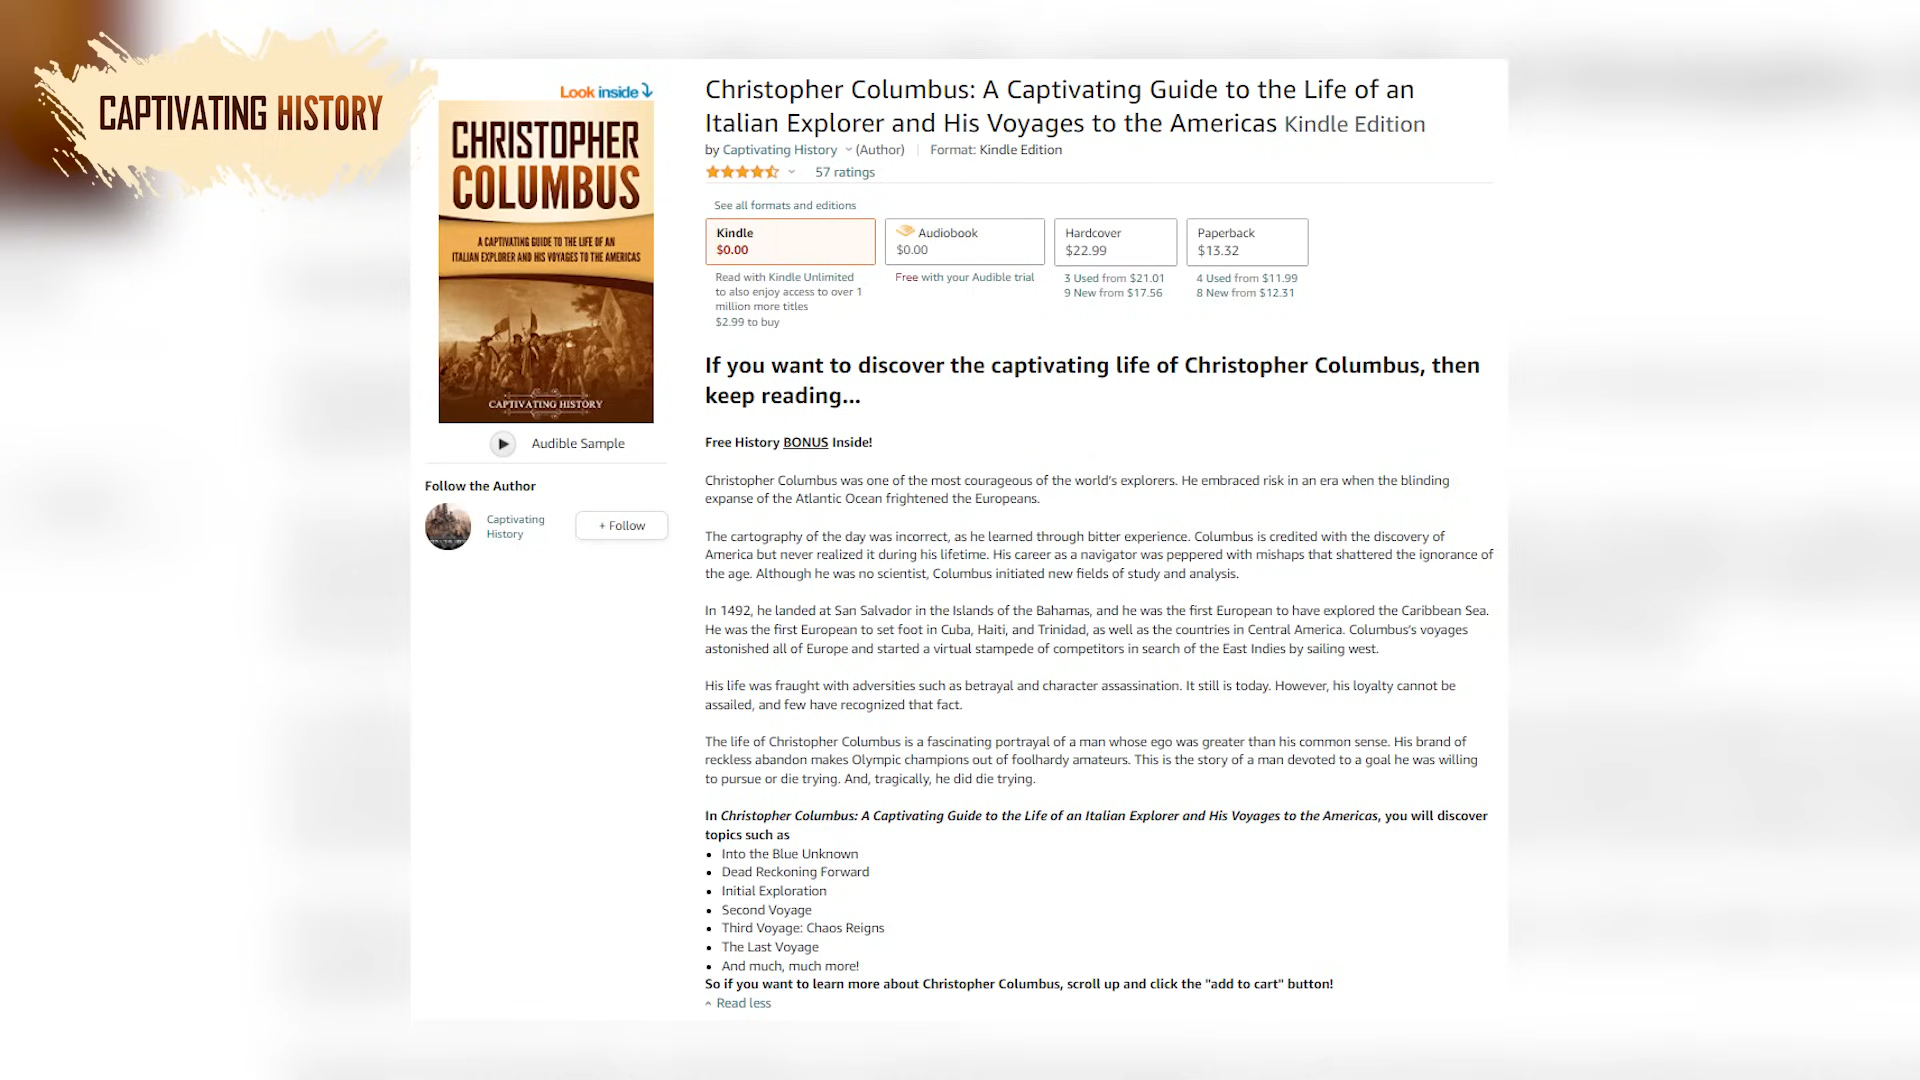 CAPTIVATING HISTORY
Look inside
CHRISTOPHER
COLUMBUS
A CAPTIVATING GUIDE TO THE LIFE OF AN
ITALIAN EXPLORER AND HIS VOYAGES TO THE AMERICAS
CAPTIVATING HISTORY
Audible Sample
Follow the Author
Captivating
History
+ Follow
Christopher Columbus: A Captivating Guide to the Life of an
Italian Explorer and His Voyages to the Americas Kindle Edition
by Captivating History (Author) Format: Kindle Edition
57 ratings
See all formats and editions
Kindle
$0.00
Read with Kindle Unlimited
to also enjoy access to over 1
million more titles
$2.99 to buy
Audiobook
$0.00
Free with your Audible trial
Hardcover
$22.99
3 Used from $21.01
9 New from $17.56
Paperback
$13.32
4 Used from $11.99
8 New from $12.31
If you want to discover the captivating life of Christopher Columbus, then
keep reading...
Free History BONUS Inside!
Christopher Columbus was one of the most courageous of the world's explorers. He embraced risk in an era when the blinding
expanse of the Atlantic Ocean frightened the Europeans.
The cartography of the day was incorrect, as he learned through bitter experience. Columbus is credited with the discovery of
America but never realized it during his lifetime. His career as a navigator was peppered with mishaps that shattered the ignorance of
the age. Although he was no scientist, Columbus initiated new fields of study and analysis.
In 1492, he landed at San Salvador in the Islands of the Bahamas, and he was the first European to have explored the Caribbean Sea.
He was the first European to set foot in Cuba, Haiti, and Trinidad, as well as the countries in Central America. Columbus's voyages
astonished all of Europe and started a virtual stampede of competitors in search of the East Indies by sailing west.
His life was fraught with adversities such as betrayal and character assassination. It still is today. However, his loyalty cannot be
assailed, and few have recognized that fact.
The life of Christopher Columbus is a fascinating portrayal of a man whose ego was greater than his common sense. His brand of
reckless abandon makes Olympic champions out of foolhardy amateurs. This is the story of a man devoted to a goal he was willing
to pursue or die trying. And, tragically, he did die trying.
In Christopher Columbus: A Captivating Guide to the Life of an Italian Explorer and His Voyages to the Americas, you will discover
topics such as
• Into the Blue Unknown
• Dead Reckoning Forward
• Initial Exploration
• Second Voyage
• Third Voyage: Chaos Reigns
• The Last Voyage
• And much, much more!
So if you want to learn more about Christopher Columbus, scroll up and click the "add to cart" button!
Read less